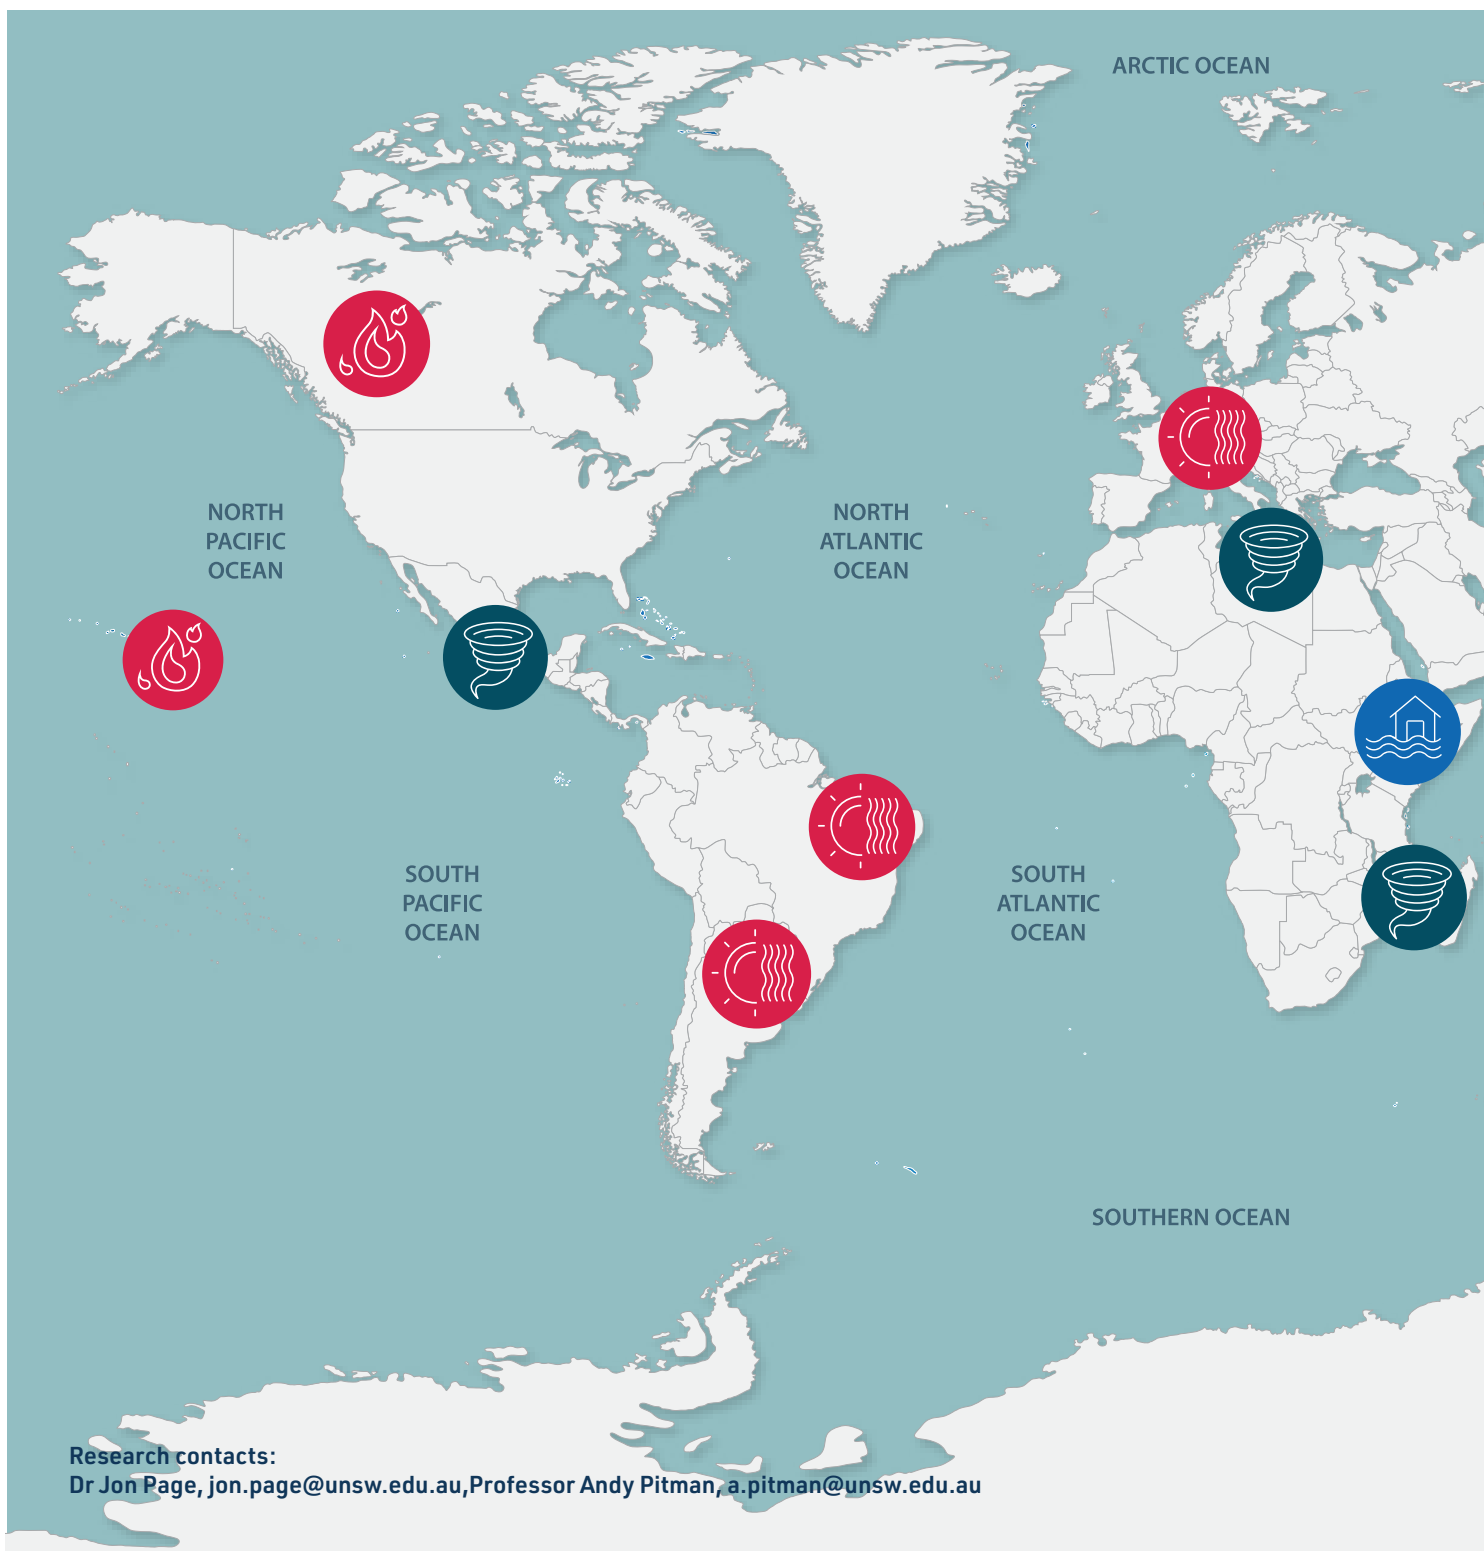 ARCTIC OCEAN
NORTH
PACIFIC
OCEAN
NORTH
ATLANTIC
OCEAN
SOUTH
PACIFIC
OCEAN
SOUTH
ATLANTIC
OCEAN
SOUTHERN OCEAN
Research contacts:
Dr Jon Page, jon.page@unsw.edu.au,Professor Andy Pitman, a.pitman@unsw.edu.au